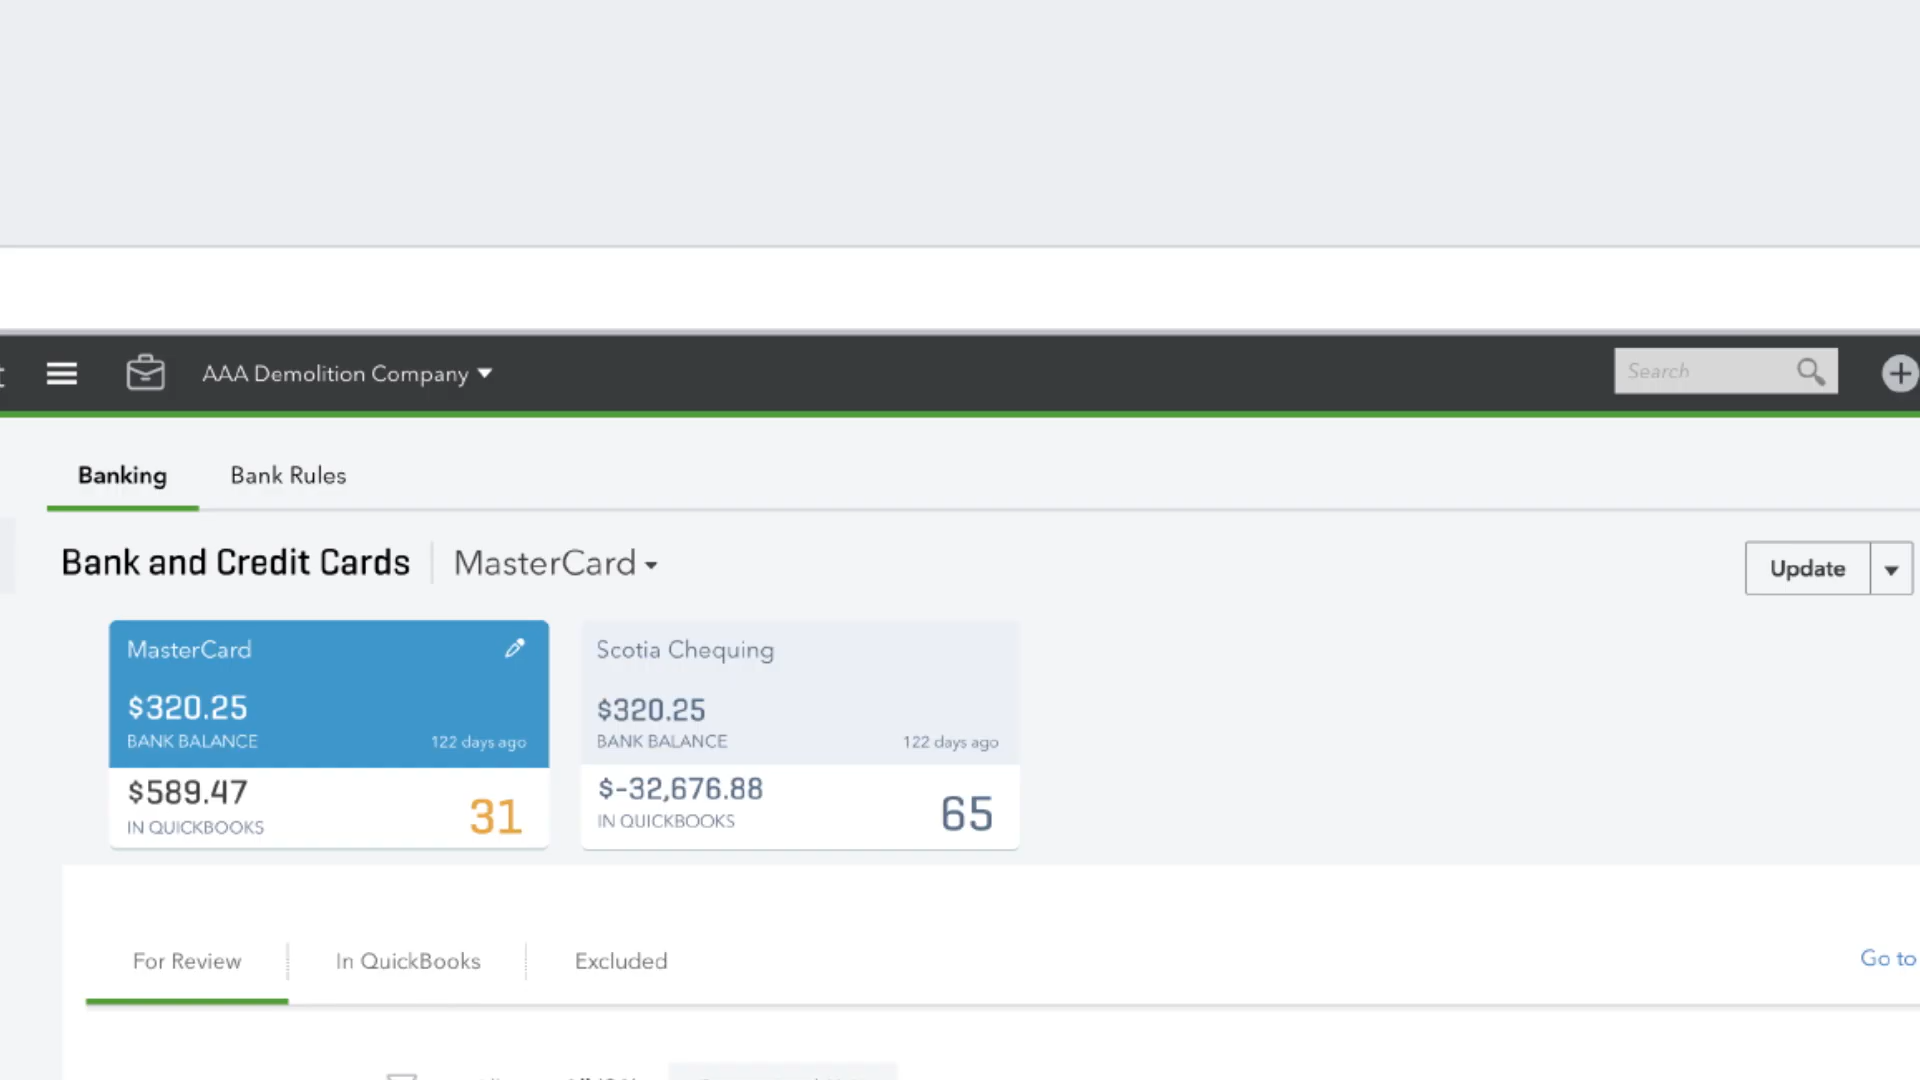 AAA Demolition Company
Search
Banking
Bank Rules
Bank and Credit Cards
MasterCard
Update
MasterCard
$320.25
BANK BALANCE
122 days ago
$589.47
IN QUICKBOOKS
31
Scotia Chequing
$320.25
BANK BALANCE
122 days ago
$-32,676.88
IN QUICKBOOKS
65
For Review
In QuickBooks
Excluded
Go to